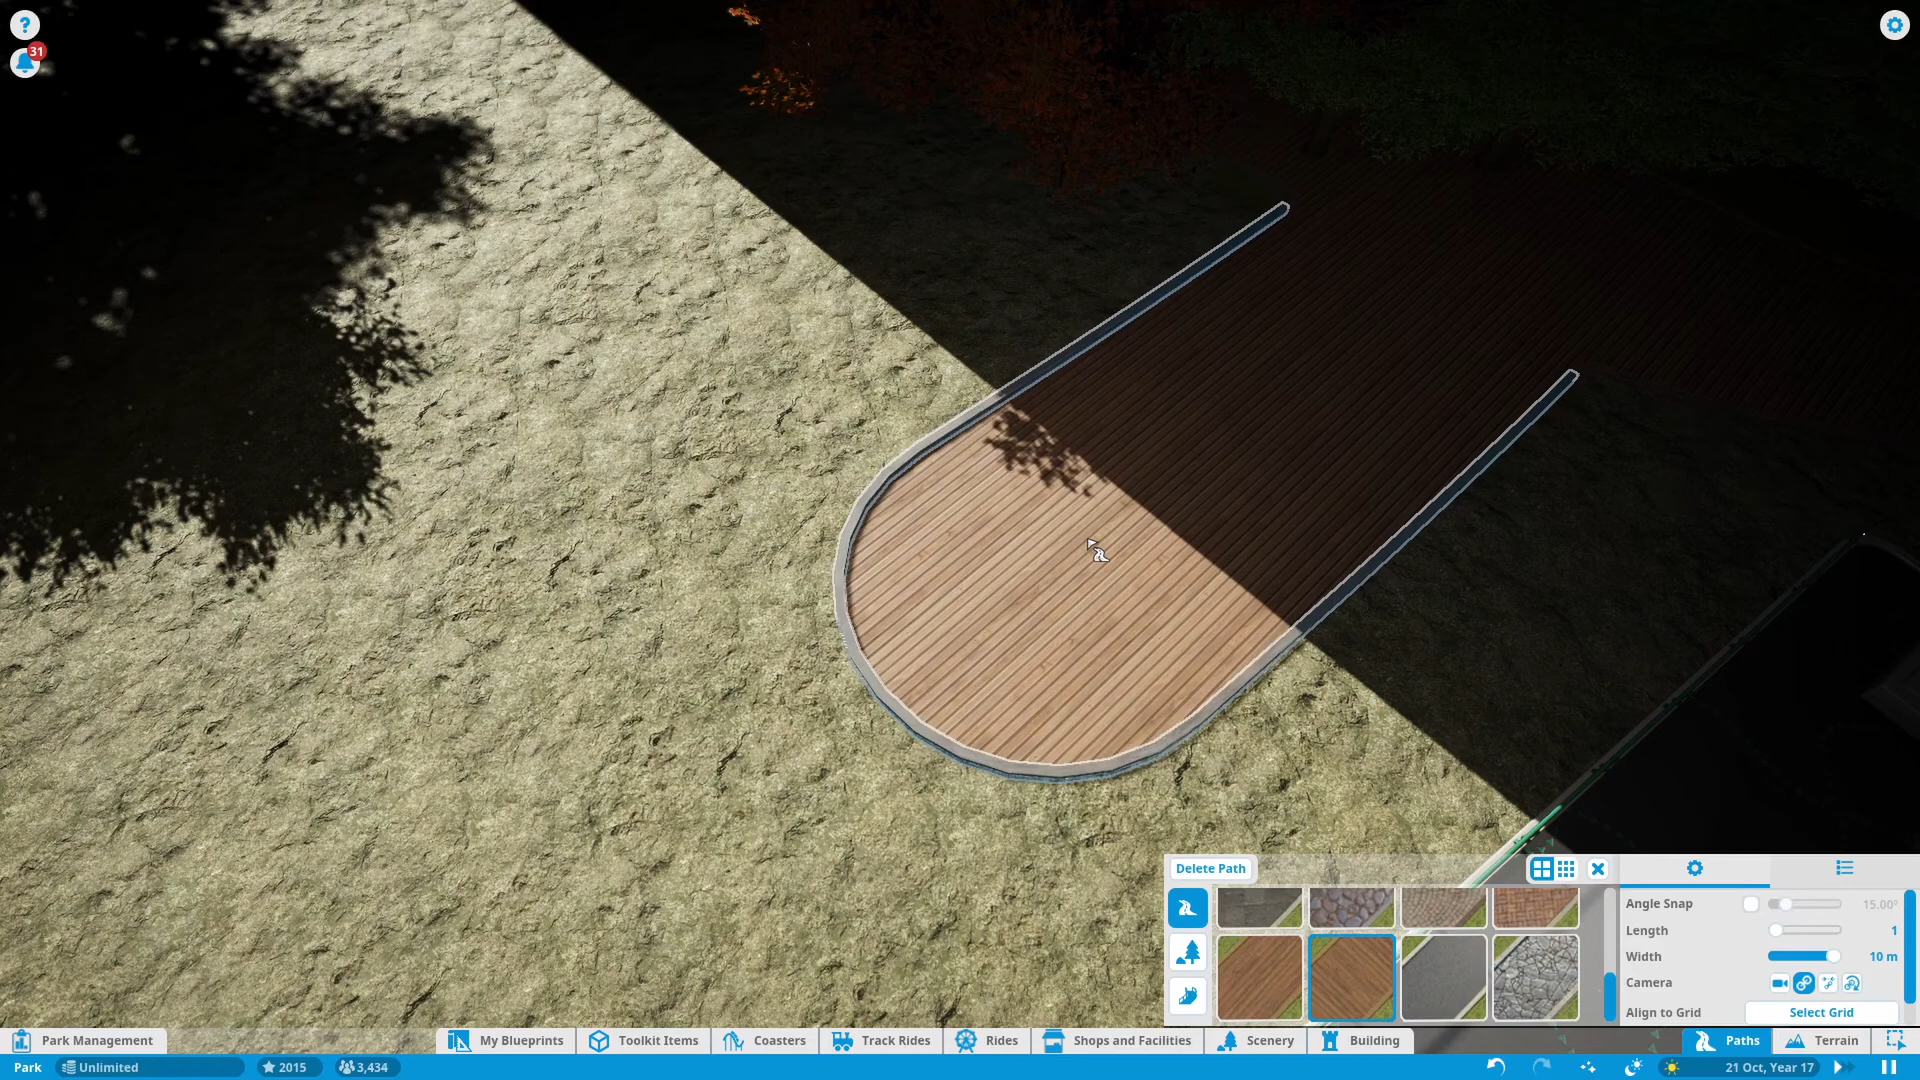 ?
31
Delete Path
Angle Snap 15.00°
Length 1
Width 10 m
Camera
Align to Grid Select Grid
Park Management My Blueprints Toolkit Items Coasters Track Rides Rides Shops and Facilities Scenery Building Paths Terrain
Park Unlimited 2015 3,434 21 Oct, Year 17